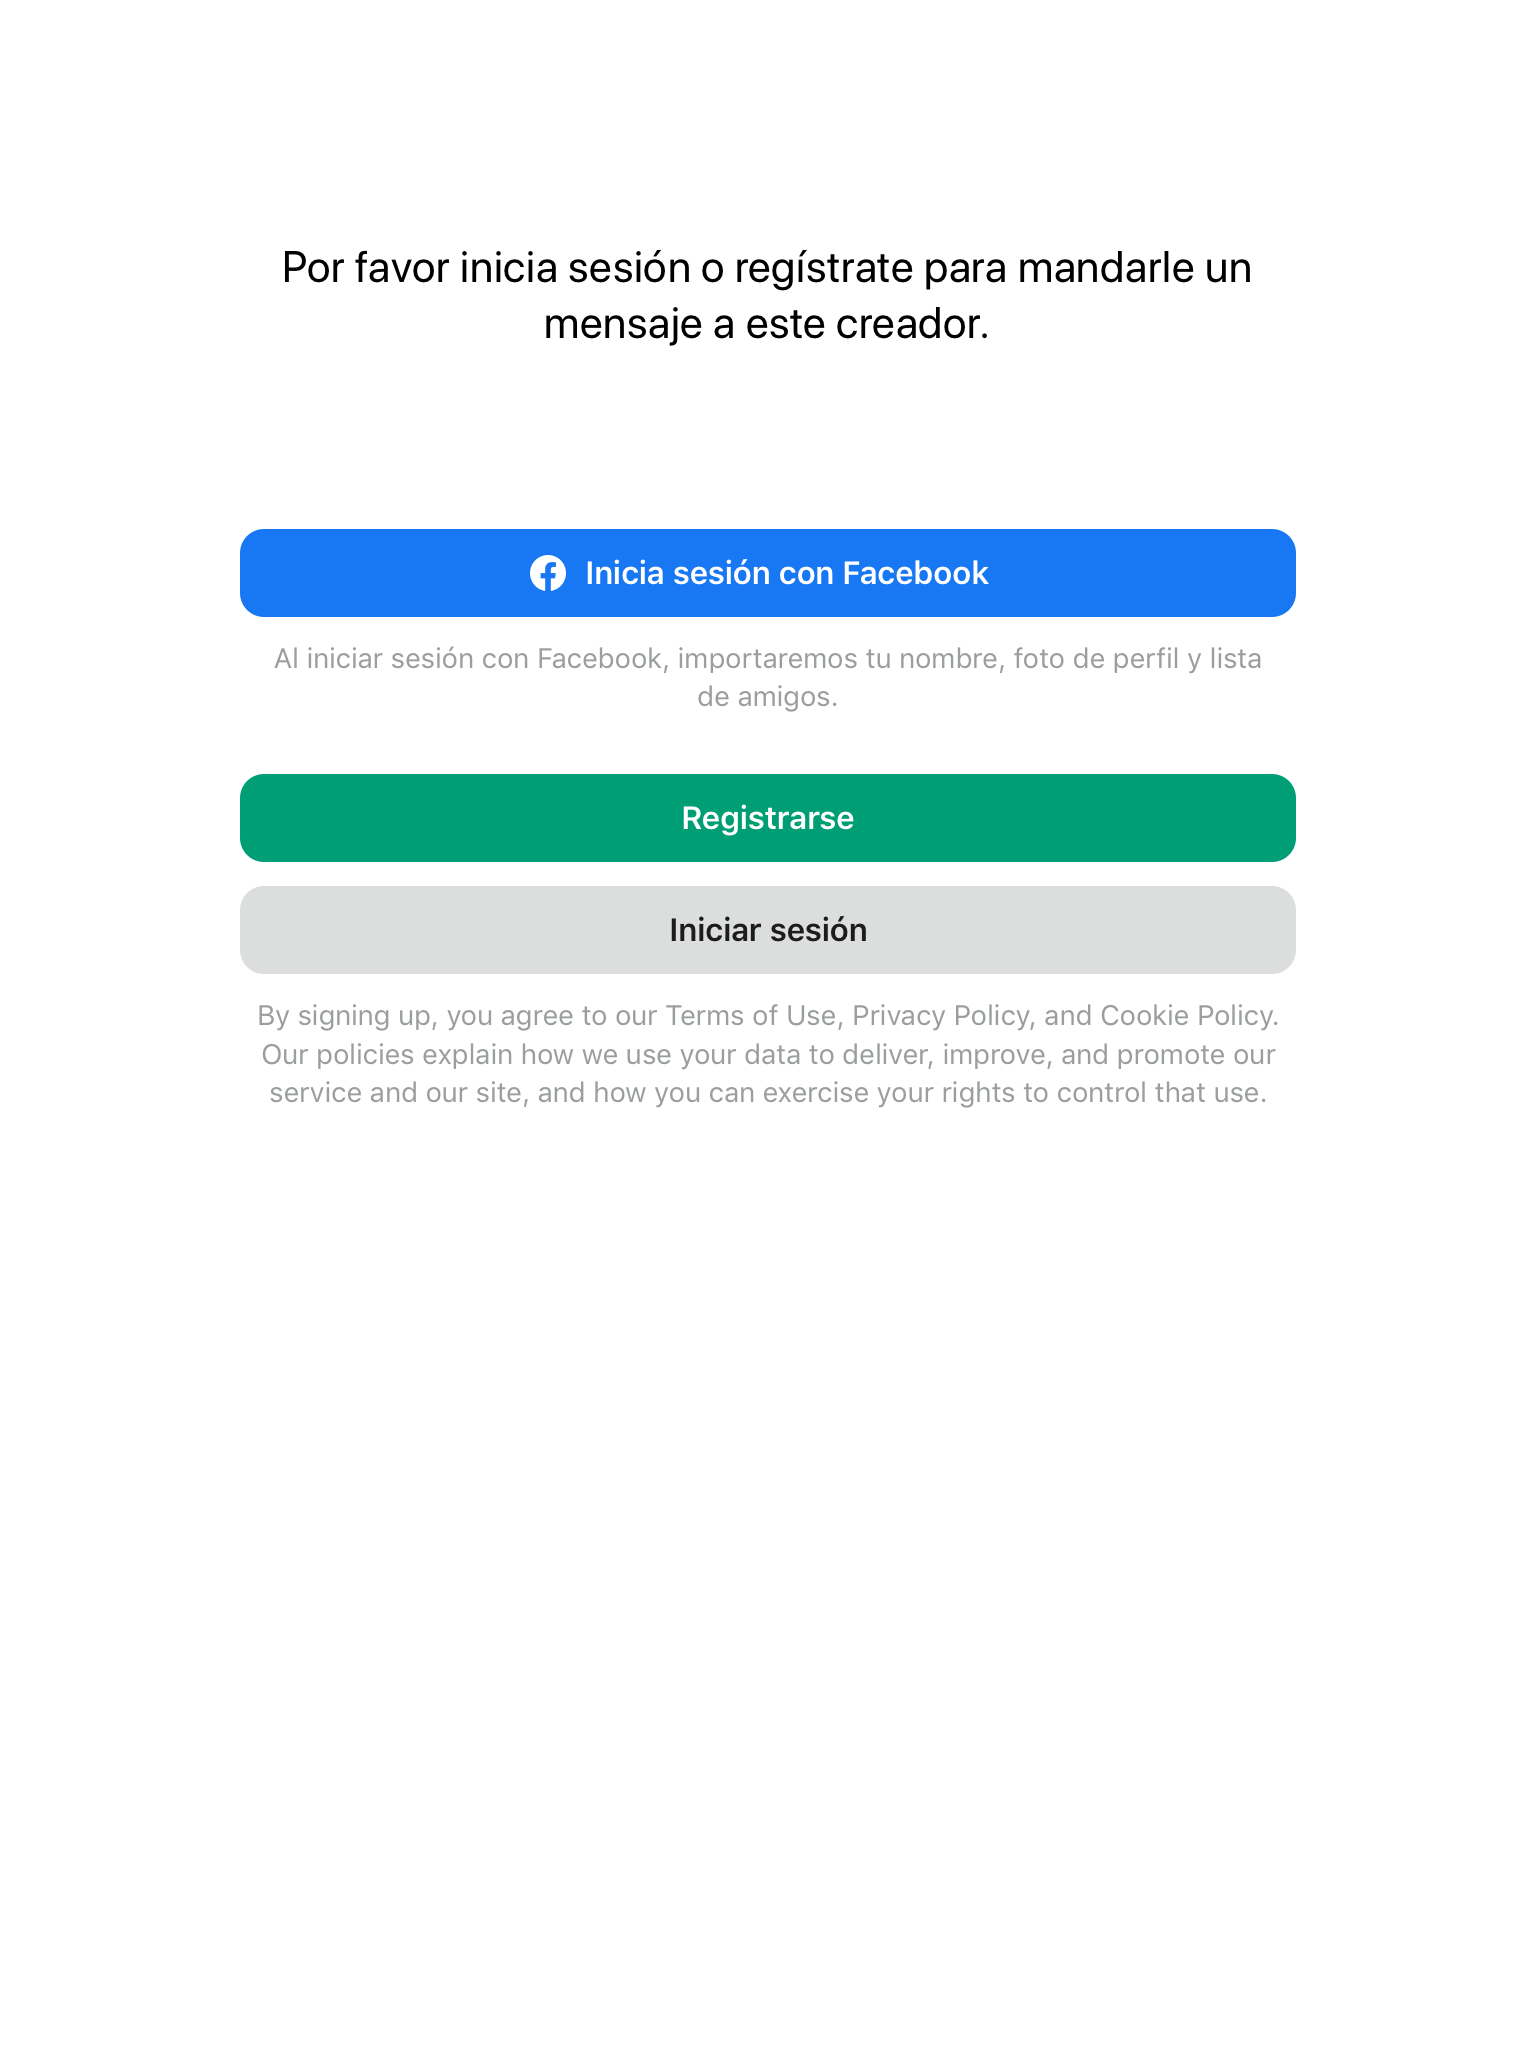 Por favor inicia sesión o regístrate para mandarle un
mensaje a este creador.
Inicia sesión con Facebook
Al iniciar sesión con Facebook, importaremos tu nombre, foto de perfil y lista
de amigos.
Registrarse
Iniciar sesión
By signing up, you agree to our Terms of Use, Privacy Policy, and Cookie Policy.
Our policies explain how we use your data to deliver, improve, and promote our
service and our site, and how you can exercise your rights to control that use.